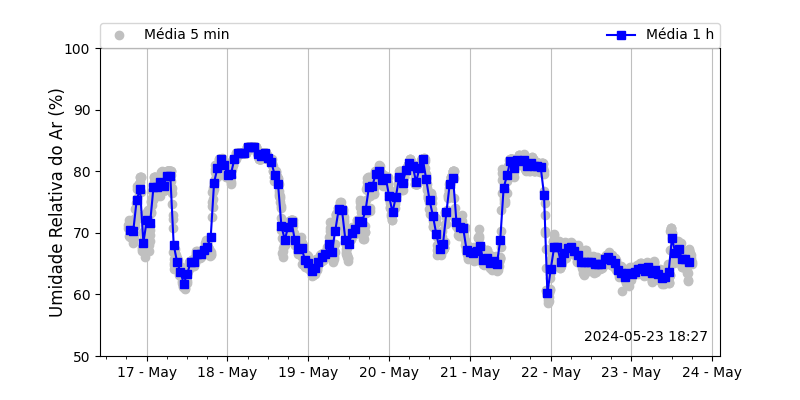 Média 5 min
Média 1 h
Umidade Relativa do Ar (%)
100
90
80
70
60
50
2024-05-23 18:27
17 - May
18 - May
19 - May
20 - May
21 - May
22 - May
23 - May
24 - May